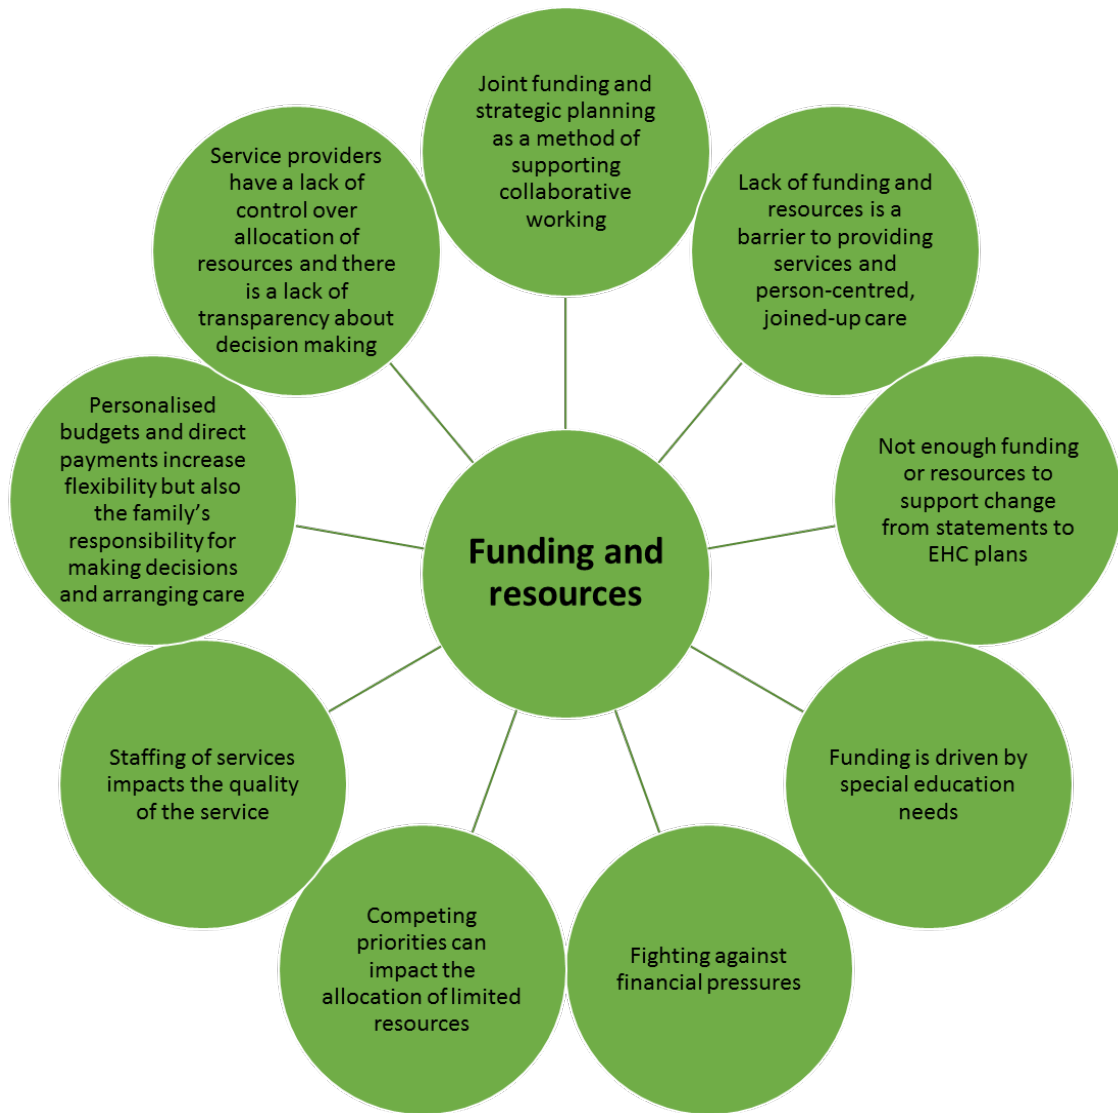 Joint funding and
strategic planning
as a method of
supporting
collaborative
working
Lack of funding and
resources is a
barrier to providing
services and
person-centred,
joined-up care
Not enough funding
or resources to
support change
from statements to
EHC plans
Funding is driven by
special education
needs
Fighting against
financial pressures
Competing
priorities can
impact the
allocation of limited
resources
Staffing of services
impacts the quality
of the service
Personalised
budgets and direct
payments increase
flexibility but also
the family’s
responsibility for
making decisions
and arranging care
Service providers
have a lack of
control over
allocation of
resources and there
is a lack of
transparency about
decision making
Funding and
resources